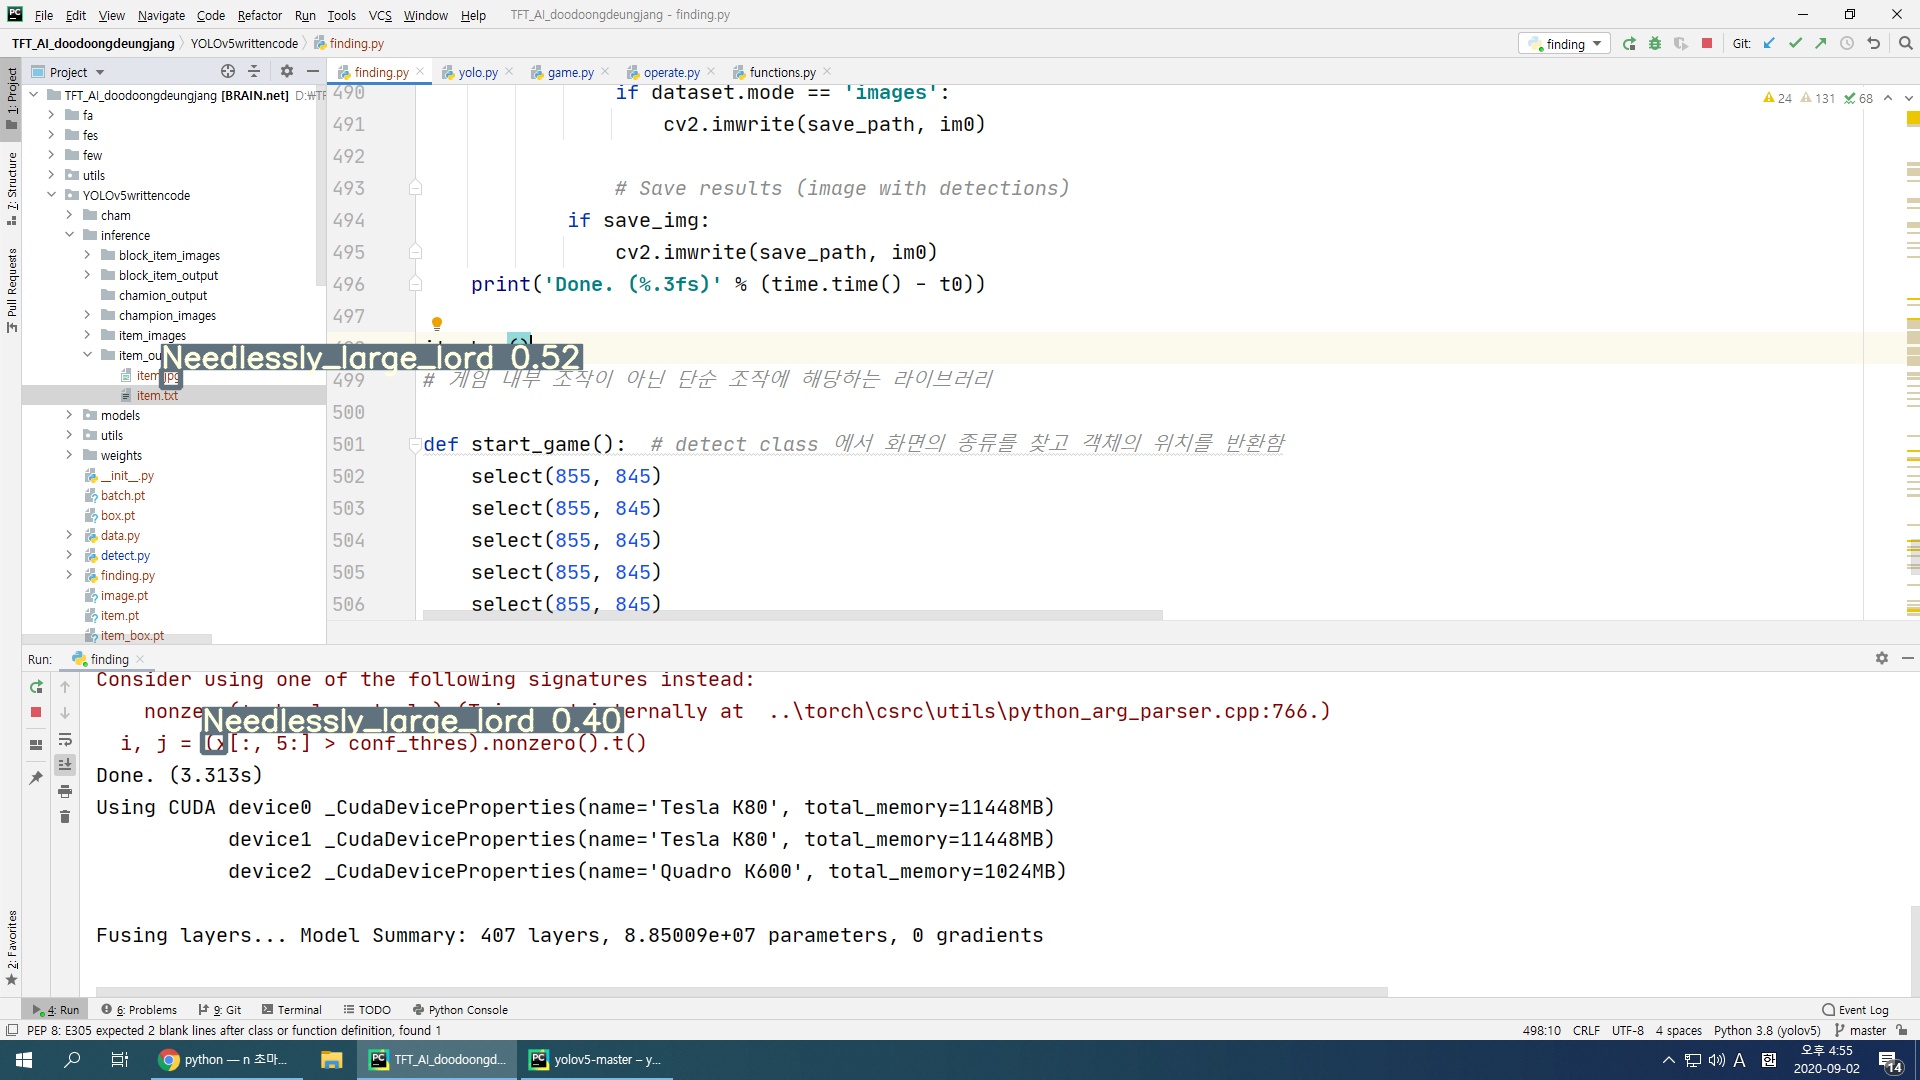 File Edit View Navigate Code Refactor Run Tools VCS Window Help TFT_AI_doodoongdeungjang - finding.py
TFT_AI_doodoongdeungjang YOLOv5writtencode finding.py
finding Git:
Project
finding.py yolo.py game.py operate.py functions.py
1: Project
7: Structure
Pull Requests
2: Favorites
TFT_AI_doodoongdeungjang [BRAIN.net] D:₩TF
fa
fes
few
utils
YOLOv5writtencode
cham
inference
block_item_images
block_item_output
chamion_output
champion_images
item_images
item_ou
item.jpg
item.txt
models
utils
weights
__init__.py
batch.pt
box.pt
data.py
detect.py
finding.py
image.pt
item.pt
item_box.pt
24 131 68
490 if dataset.mode == 'images':
491 cv2.imwrite(save_path, im0)
492
493 # Save results (image with detections)
494 if save_img:
495 cv2.imwrite(save_path, im0)
496 print('Done. (%.3fs)' % (time.time() - t0))
497
Needlessly_large_lord 0.52
499 # 게임 내부 조작이 아닌 단순 조작에 해당하는 라이브러리
500
501 def start_game(): # detect class 에서 화면의 종류를 찾고 객체의 위치를 반환함
502 select(855, 845)
503 select(855, 845)
504 select(855, 845)
505 select(855, 845)
506 select(855, 845)
Run: finding
Consider using one of the following signatures instead:
Needlessly_large_lord 0.40
nonze ternally at ..\torch\csrc\utils\python_arg_parser.cpp:766.)
i, j = (x[:, 5:] > conf_thres).nonzero().t()
Done. (3.313s)
Using CUDA device0 _CudaDeviceProperties(name='Tesla K80', total_memory=11448MB)
device1 _CudaDeviceProperties(name='Tesla K80', total_memory=11448MB)
device2 _CudaDeviceProperties(name='Quadro K600', total_memory=1024MB)
Fusing layers... Model Summary: 407 layers, 8.85009e+07 parameters, 0 gradients
4: Run 6: Problems 9: Git Terminal TODO Python Console Event Log
PEP 8: E305 expected 2 blank lines after class or function definition, found 1 498:10 CRLF UTF-8 4 spaces Python 3.8 (yolov5) master
python — n 초마... TFT_AI_doodoongd... yolov5-master – y... A 한 오후 4:55
2020-09-02 14